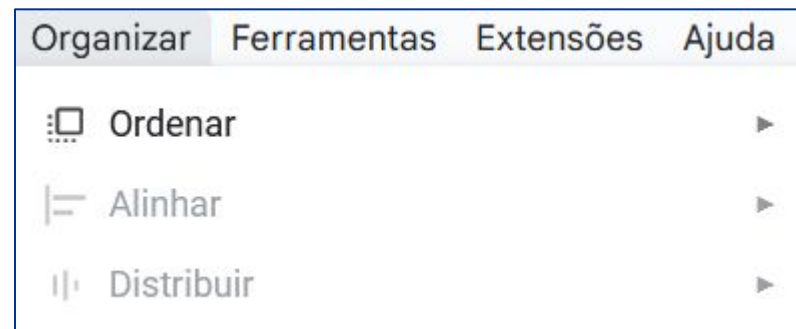 Organizar Ferramentas Extensões Ajuda
Ordenar
Alinhar
Distribuir